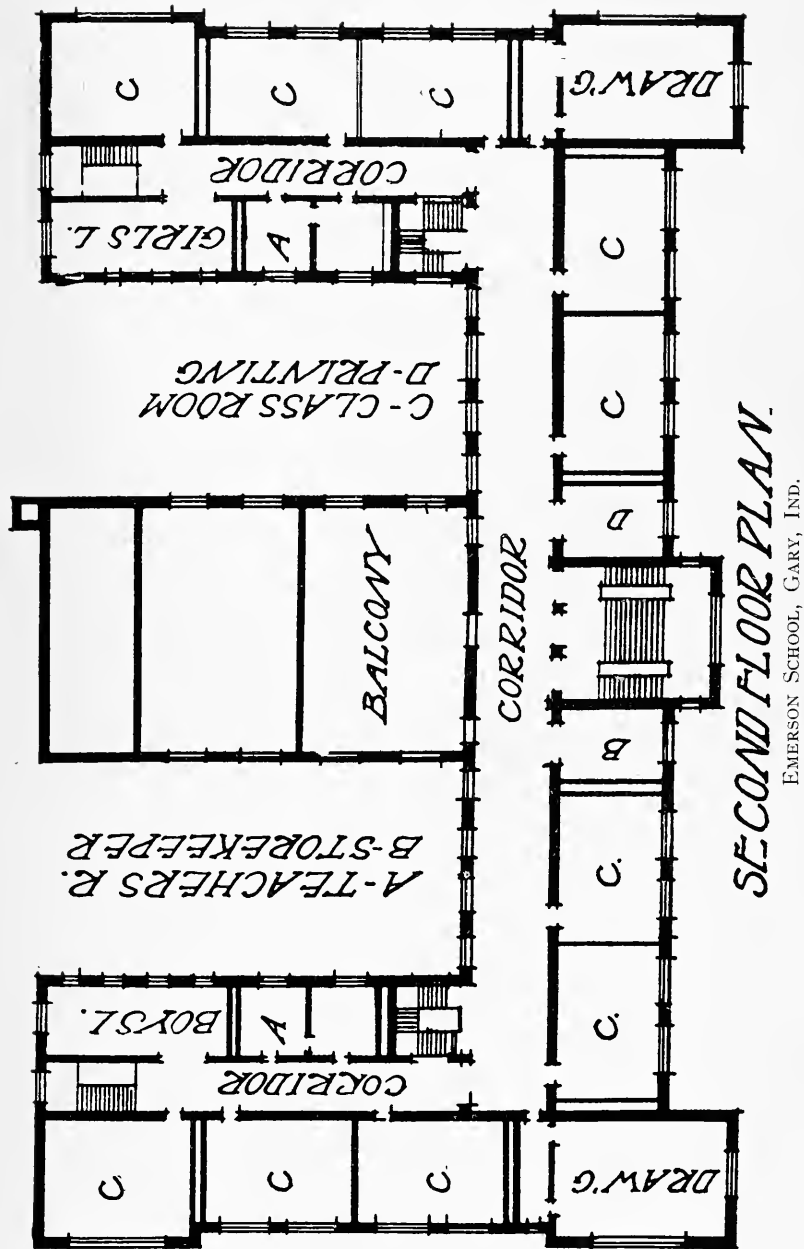 C
C
C
DRAW'G
CORRIDOR
GIRLS L.
A
C
C
D
C-CLASS ROOM
D-PRINTING
BALCONY
CORRIDOR
B
C.
C.
A-TEACHERS R.
B-STOREKEEPER
BOYS L.
A
CORRIDOR
C.
C
C.
DRAW'G
SECOND FLOOR PLAN.
EMERSON SCHOOL, GARY, IND.